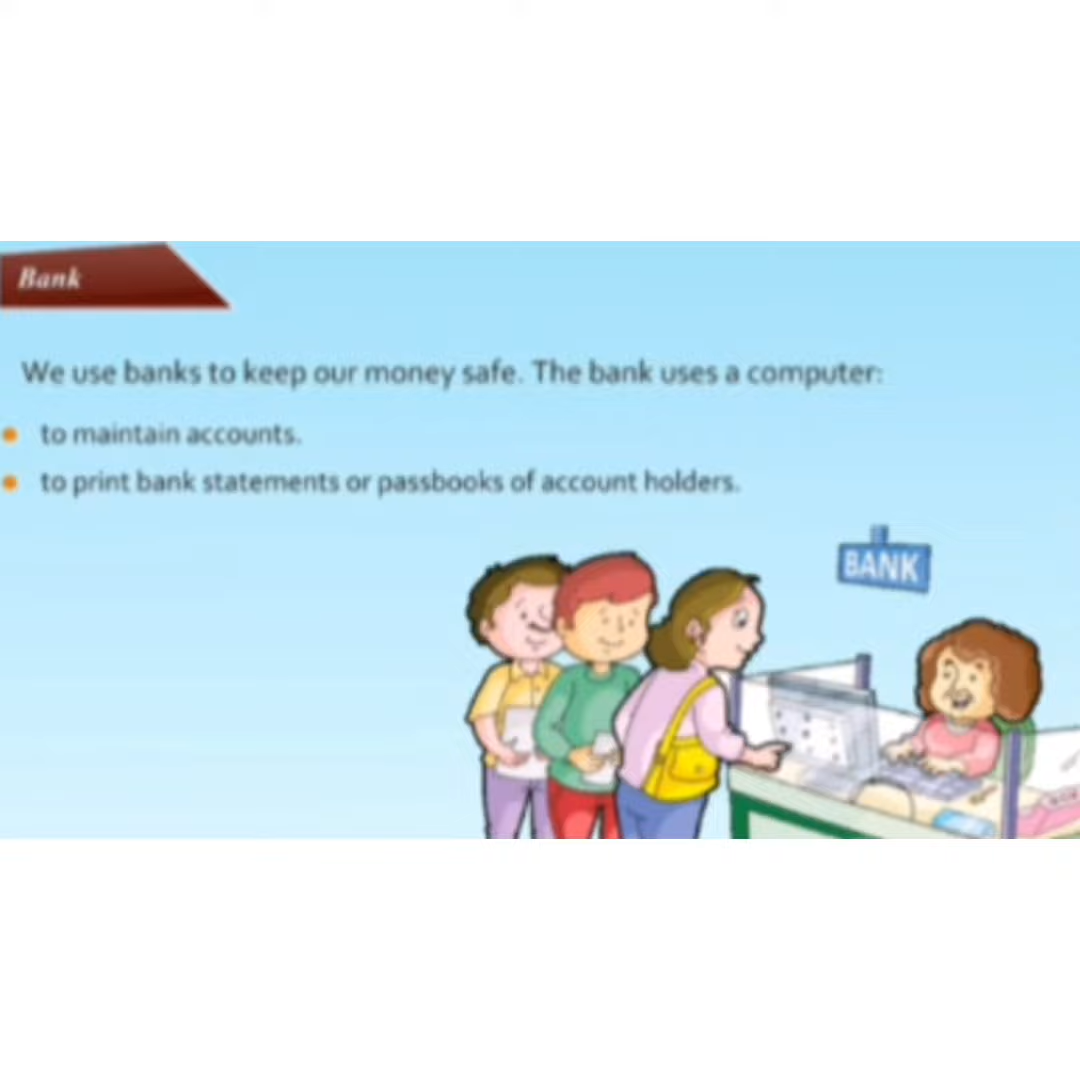 Bank
We use banks to keep our money safe. The bank uses a computer:
to maintain accounts.
to print bank statements or passbooks of account holders.
BANK